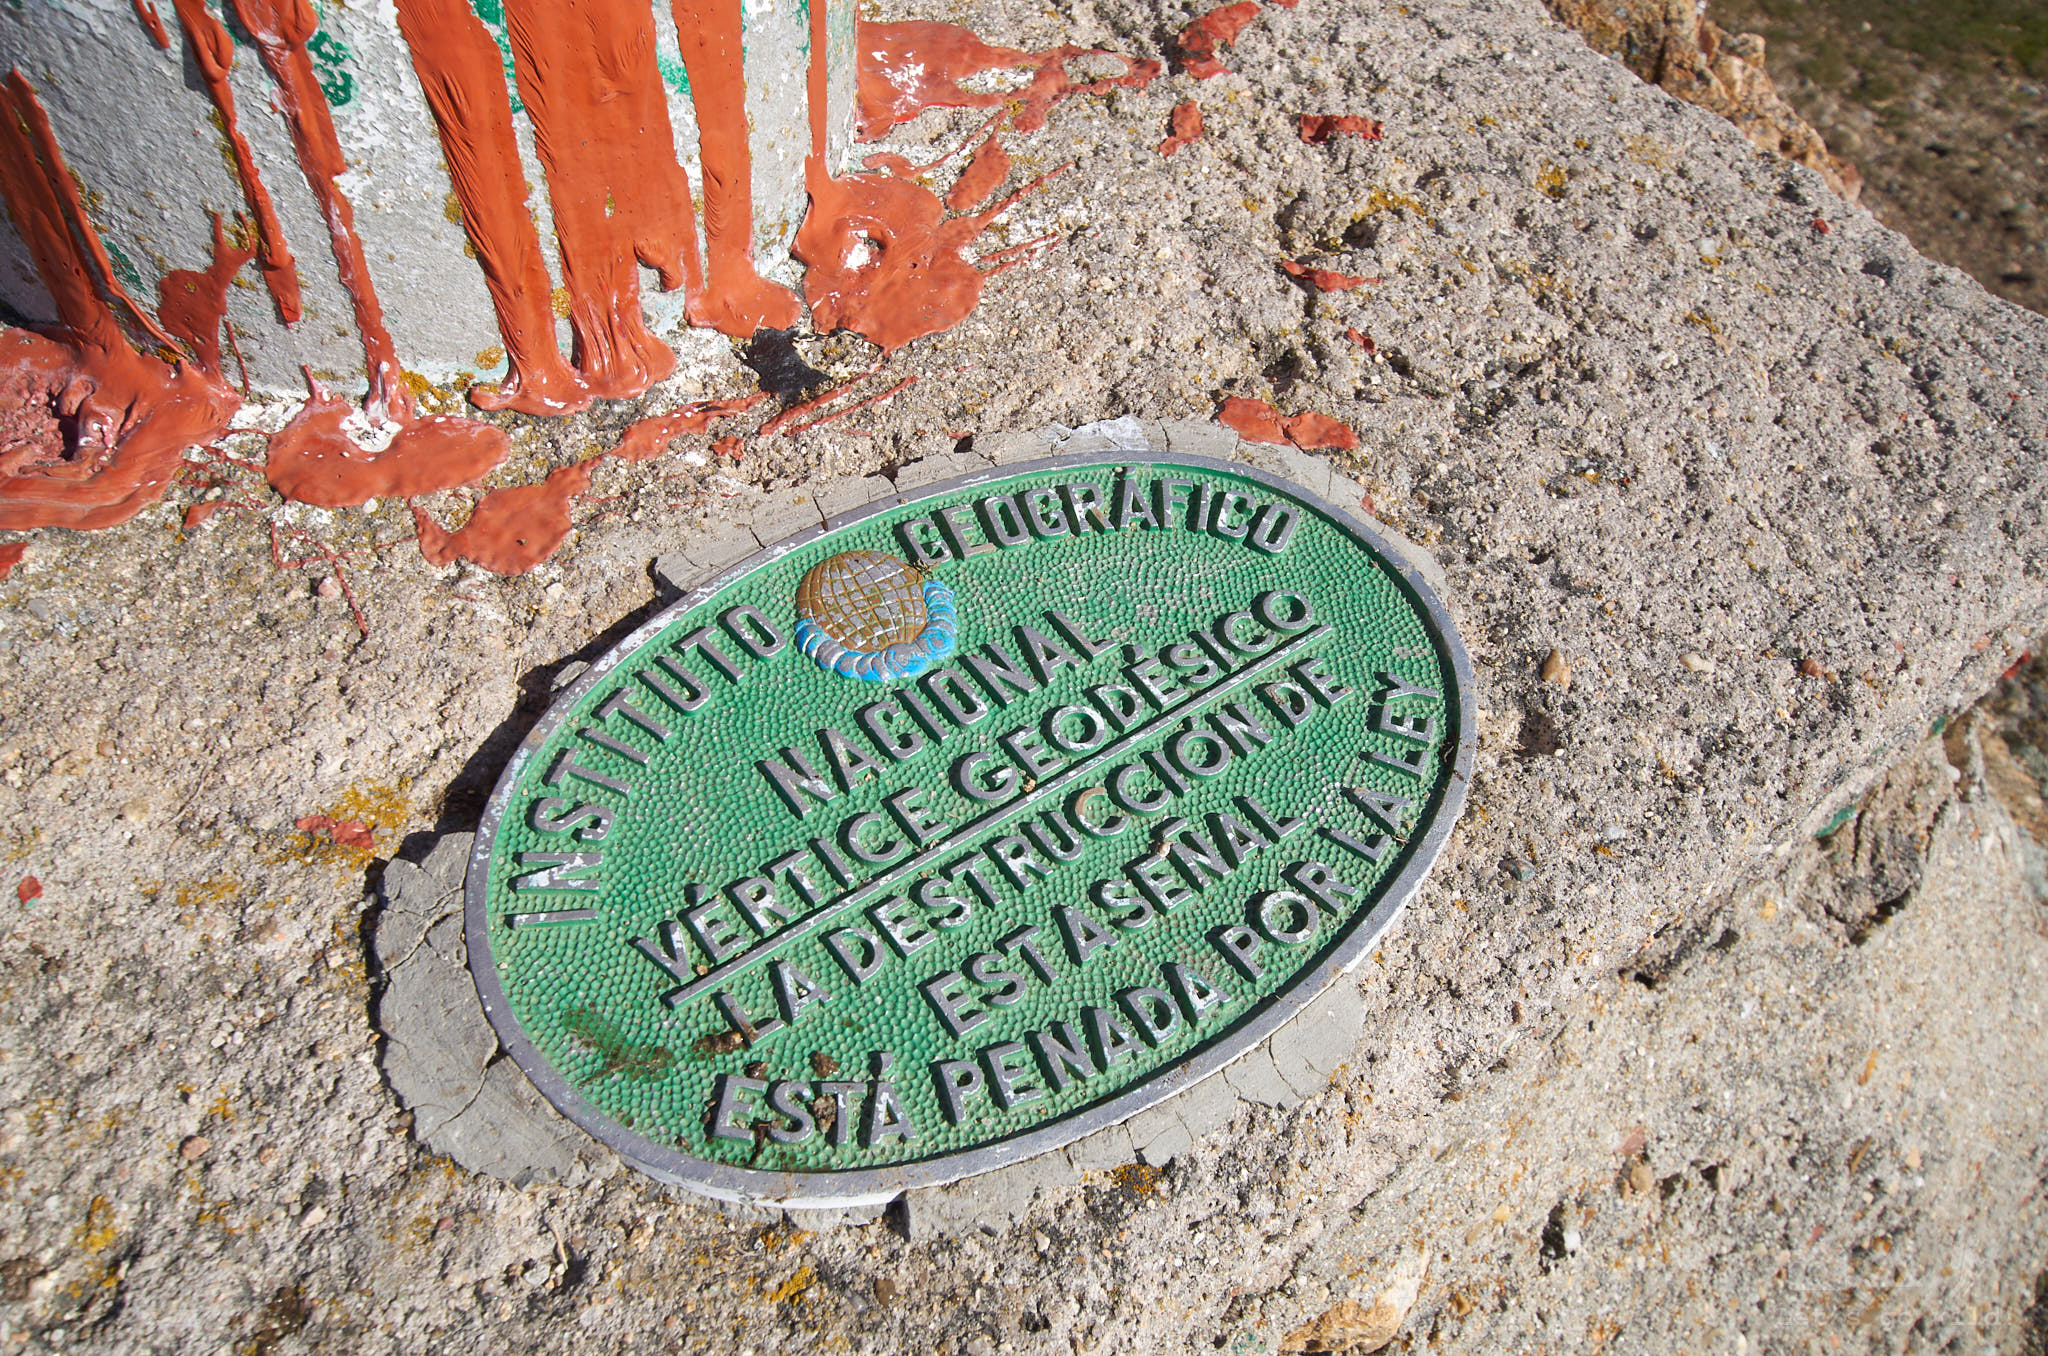 INSTITUTO GEOGRÁFICO
NACIONAL
VÉRTICE GEODÉSICO
LA DESTRUCCIÓN DE
ESTA SEÑAL
ESTÁ PENADA POR LA LEY